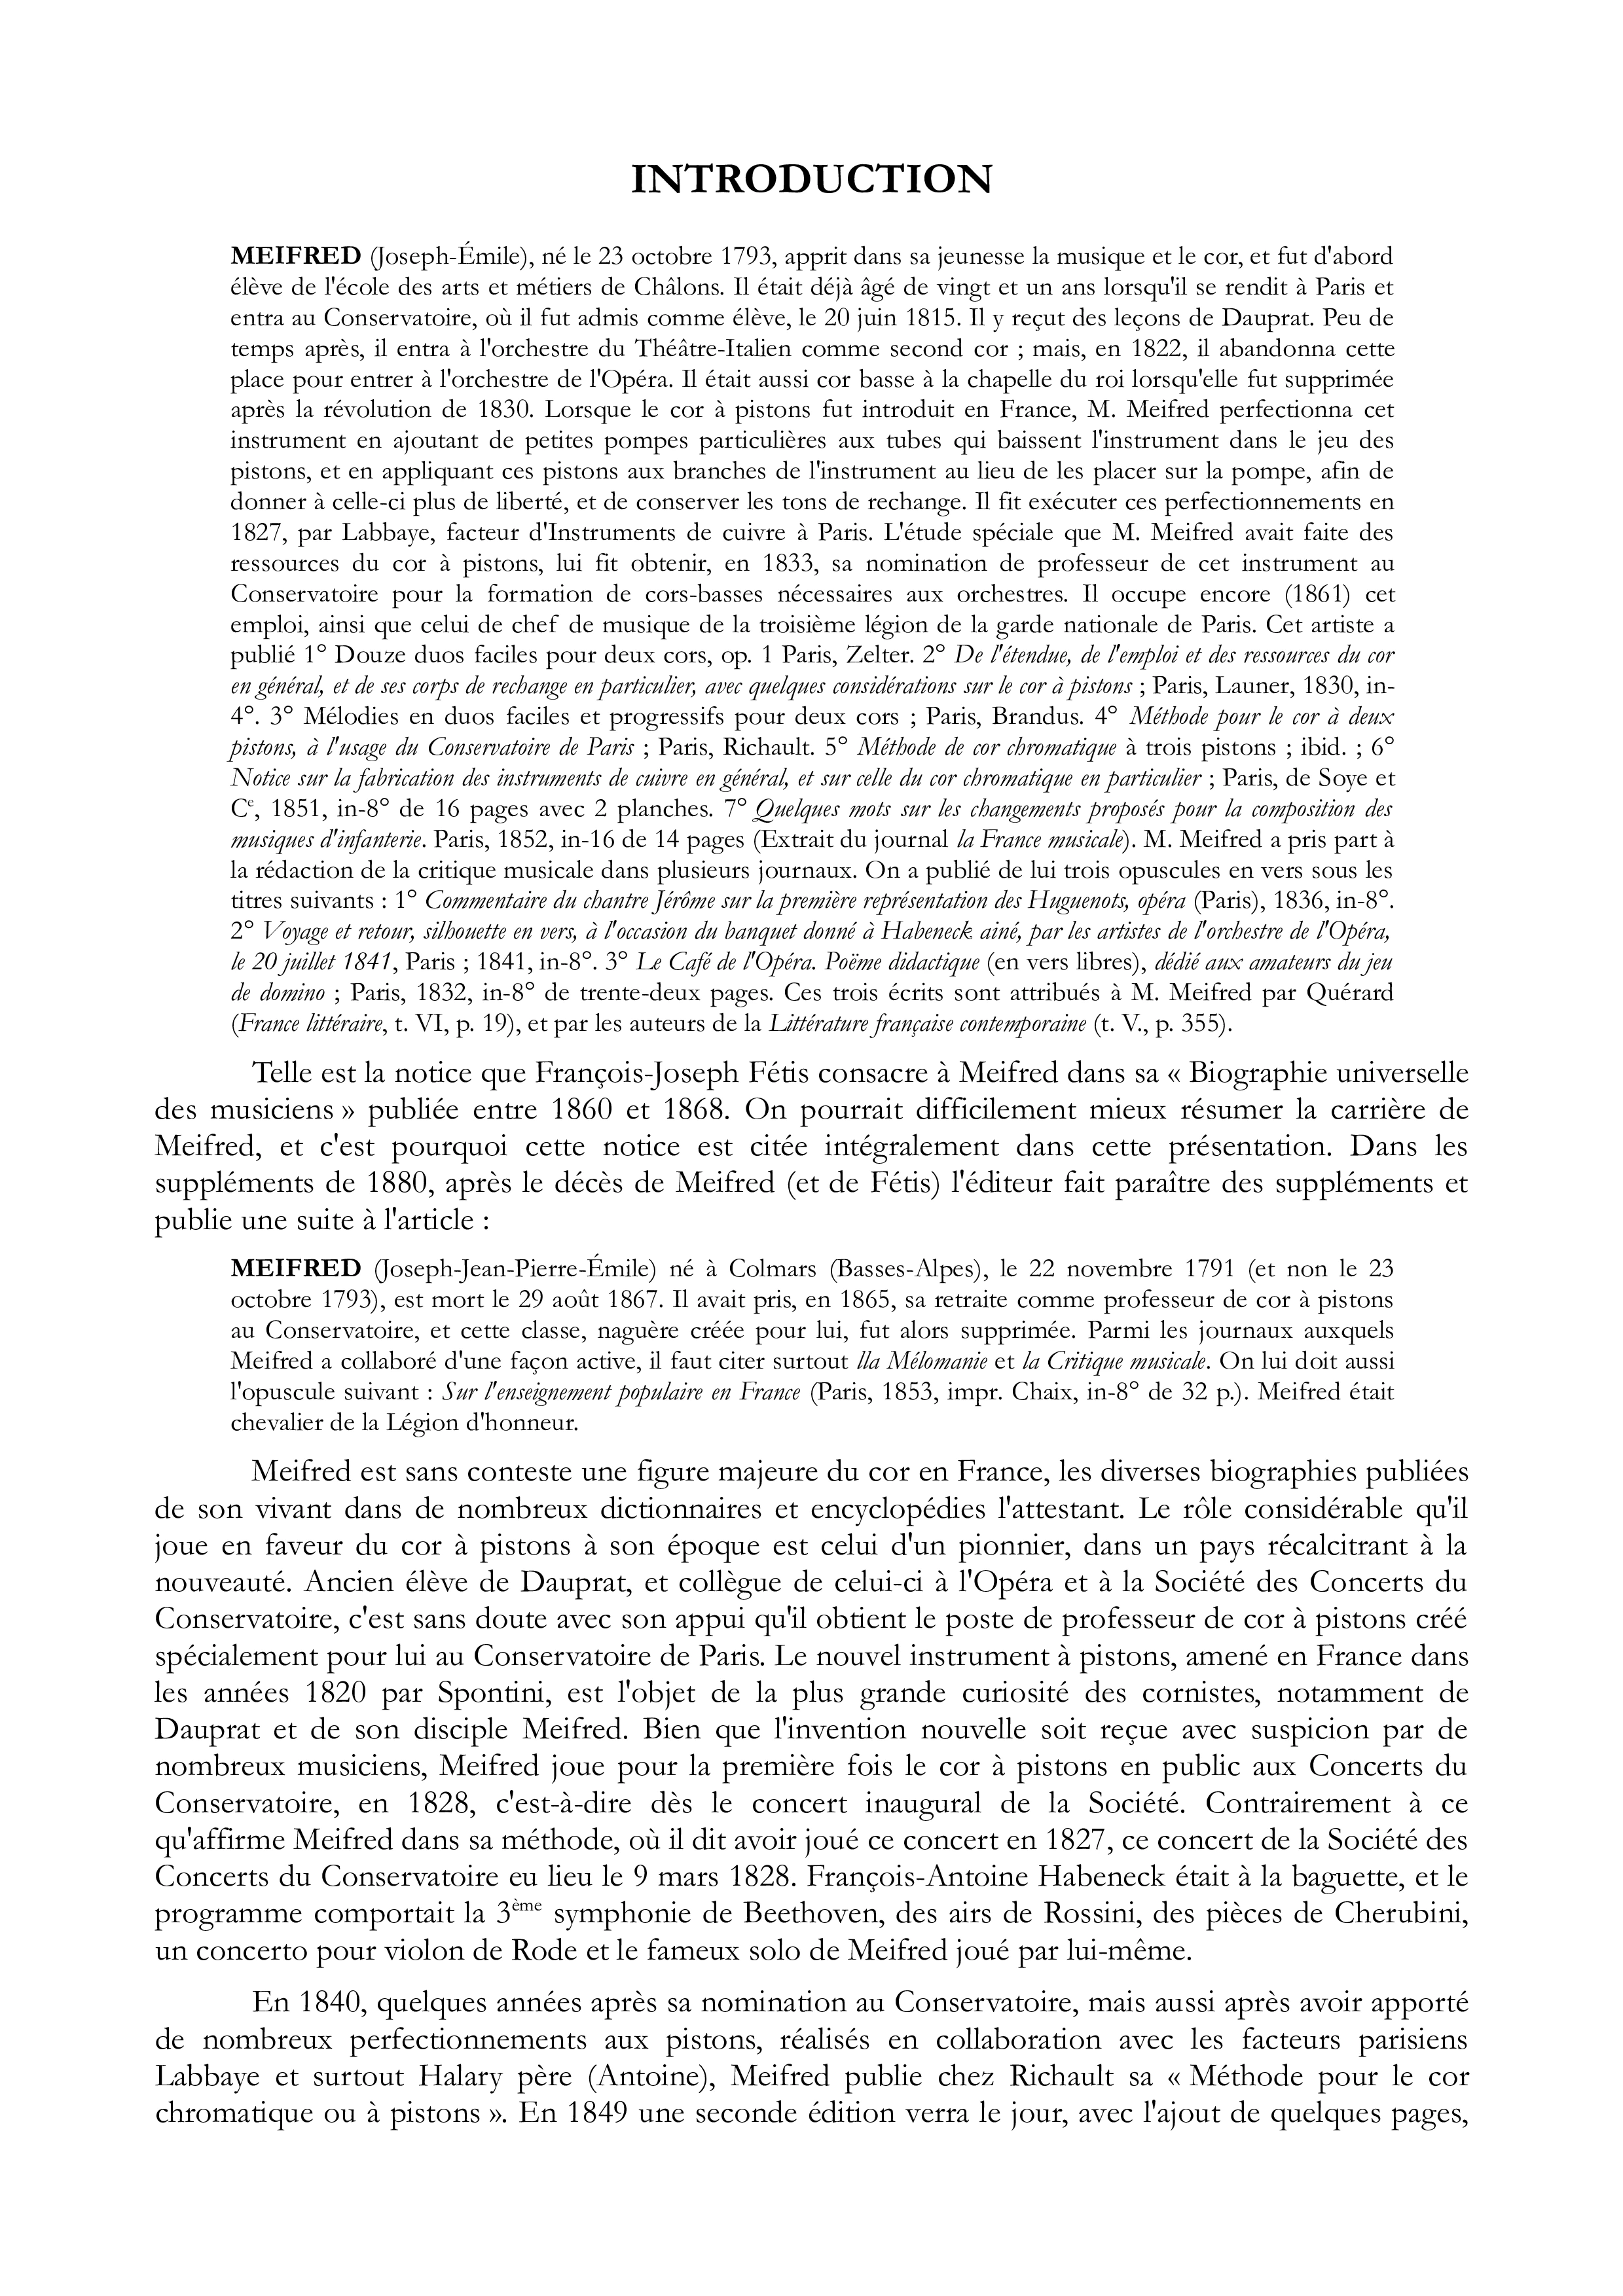 INTRODUCTION
MEIFRED (Joseph-Émile), né le 23 octobre 1793, apprit dans sa jeunesse la musique et le cor, et fut d'abord
élève de l'école des arts et métiers de Châlons. Il était déjà âgé de vingt et un ans lorsqu'il se rendit à Paris et
entra au Conservatoire, où il fut admis comme élève, le 20 juin 1815. Il y reçut des leçons de Dauprat. Peu de
temps après, il entra à l'orchestre du Théâtre-Italien comme second cor ; mais, en 1822, il abandonna cette
place pour entrer à l'orchestre de l'Opéra. Il était aussi cor basse à la chapelle du roi lorsqu'elle fut supprimée
après la révolution de 1830. Lorsque le cor à pistons fut introduit en France, M. Meifred perfectionna cet
instrument en ajoutant de petites pompes particulières aux tubes qui baissent l'instrument dans le jeu des
pistons, et en appliquant ces pistons aux branches de l'instrument au lieu de les placer sur la pompe, afin de
donner à celle-ci plus de liberté, et de conserver les tons de rechange. Il fit exécuter ces perfectionnements en
1827, par Labbaye, facteur d'Instruments de cuivre à Paris. L'étude spéciale que M. Meifred avait faite des
ressources du cor à pistons, lui fit obtenir, en 1833, sa nomination de professeur de cet instrument au
Conservatoire pour la formation de cors-basses nécessaires aux orchestres. Il occupe encore (1861) cet
emploi, ainsi que celui de chef de musique de la troisième légion de la garde nationale de Paris. Cet artiste a
publié 1° Douze duos faciles pour deux cors, op. 1 Paris, Zelter. 2° De l'étendue, de l'emploi et des ressources du cor
en général, et de ses corps de rechange en particulier, avec quelques considérations sur le cor à pistons ; Paris, Launer, 1830, in-
4°. 3° Mélodies en duos faciles et progressifs pour deux cors ; Paris, Brandus. 4° Méthode pour le cor à deux
pistons, à l'usage du Conservatoire de Paris ; Paris, Richault. 5° Méthode de cor chromatique à trois pistons ; ibid. ; 6°
Notice sur la fabrication des instruments de cuivre en général, et sur celle du cor chromatique en particulier ; Paris, de Soye et
Ce, 1851, in-8° de 16 pages avec 2 planches. 7° Quelques mots sur les changements proposés pour la composition des
musiques d'infanterie. Paris, 1852, in-16 de 14 pages (Extrait du journal la France musicale). M. Meifred a pris part à
la rédaction de la critique musicale dans plusieurs journaux. On a publié de lui trois opuscules en vers sous les
titres suivants : 1° Commentaire du chantre Jérôme sur la première représentation des Huguenots, opéra (Paris), 1836, in-8°.
2° Voyage et retour, silhouette en vers, à l'occasion du banquet donné à Habeneck ainé, par les artistes de l'orchestre de l'Opéra,
le 20 juillet 1841, Paris ; 1841, in-8°. 3° Le Café de l'Opéra. Poëme didactique (en vers libres), dédié aux amateurs du jeu
de domino ; Paris, 1832, in-8° de trente-deux pages. Ces trois écrits sont attribués à M. Meifred par Quérard
(France littéraire, t. VI, p. 19), et par les auteurs de la Littérature française contemporaine (t. V., p. 355).
Telle est la notice que François-Joseph Fétis consacre à Meifred dans sa « Biographie universelle
des musiciens » publiée entre 1860 et 1868. On pourrait difficilement mieux résumer la carrière de
Meifred, et c'est pourquoi cette notice est citée intégralement dans cette présentation. Dans les
suppléments de 1880, après le décès de Meifred (et de Fétis) l'éditeur fait paraître des suppléments et
publie une suite à l'article :
MEIFRED (Joseph-Jean-Pierre-Émile) né à Colmars (Basses-Alpes), le 22 novembre 1791 (et non le 23
octobre 1793), est mort le 29 août 1867. Il avait pris, en 1865, sa retraite comme professeur de cor à pistons
au Conservatoire, et cette classe, naguère créée pour lui, fut alors supprimée. Parmi les journaux auxquels
Meifred a collaboré d'une façon active, il faut citer surtout lla Mélomanie et la Critique musicale. On lui doit aussi
l'opuscule suivant : Sur l'enseignement populaire en France (Paris, 1853, impr. Chaix, in-8° de 32 p.). Meifred était
chevalier de la Légion d'honneur.
Meifred est sans conteste une figure majeure du cor en France, les diverses biographies publiées
de son vivant dans de nombreux dictionnaires et encyclopédies l'attestant. Le rôle considérable qu'il
joue en faveur du cor à pistons à son époque est celui d'un pionnier, dans un pays récalcitrant à la
nouveauté. Ancien élève de Dauprat, et collègue de celui-ci à l'Opéra et à la Société des Concerts du
Conservatoire, c'est sans doute avec son appui qu'il obtient le poste de professeur de cor à pistons créé
spécialement pour lui au Conservatoire de Paris. Le nouvel instrument à pistons, amené en France dans
les années 1820 par Spontini, est l'objet de la plus grande curiosité des cornistes, notamment de
Dauprat et de son disciple Meifred. Bien que l'invention nouvelle soit reçue avec suspicion par de
nombreux musiciens, Meifred joue pour la première fois le cor à pistons en public aux Concerts du
Conservatoire, en 1828, c'est-à-dire dès le concert inaugural de la Société. Contrairement à ce
qu'affirme Meifred dans sa méthode, où il dit avoir joué ce concert en 1827, ce concert de la Société des
Concerts du Conservatoire eu lieu le 9 mars 1828. François-Antoine Habeneck était à la baguette, et le
programme comportait la 3ème symphonie de Beethoven, des airs de Rossini, des pièces de Cherubini,
un concerto pour violon de Rode et le fameux solo de Meifred joué par lui-même.
En 1840, quelques années après sa nomination au Conservatoire, mais aussi après avoir apporté
de nombreux perfectionnements aux pistons, réalisés en collaboration avec les facteurs parisiens
Labbaye et surtout Halary père (Antoine), Meifred publie chez Richault sa « Méthode pour le cor
chromatique ou à pistons ». En 1849 une seconde édition verra le jour, avec l'ajout de quelques pages,